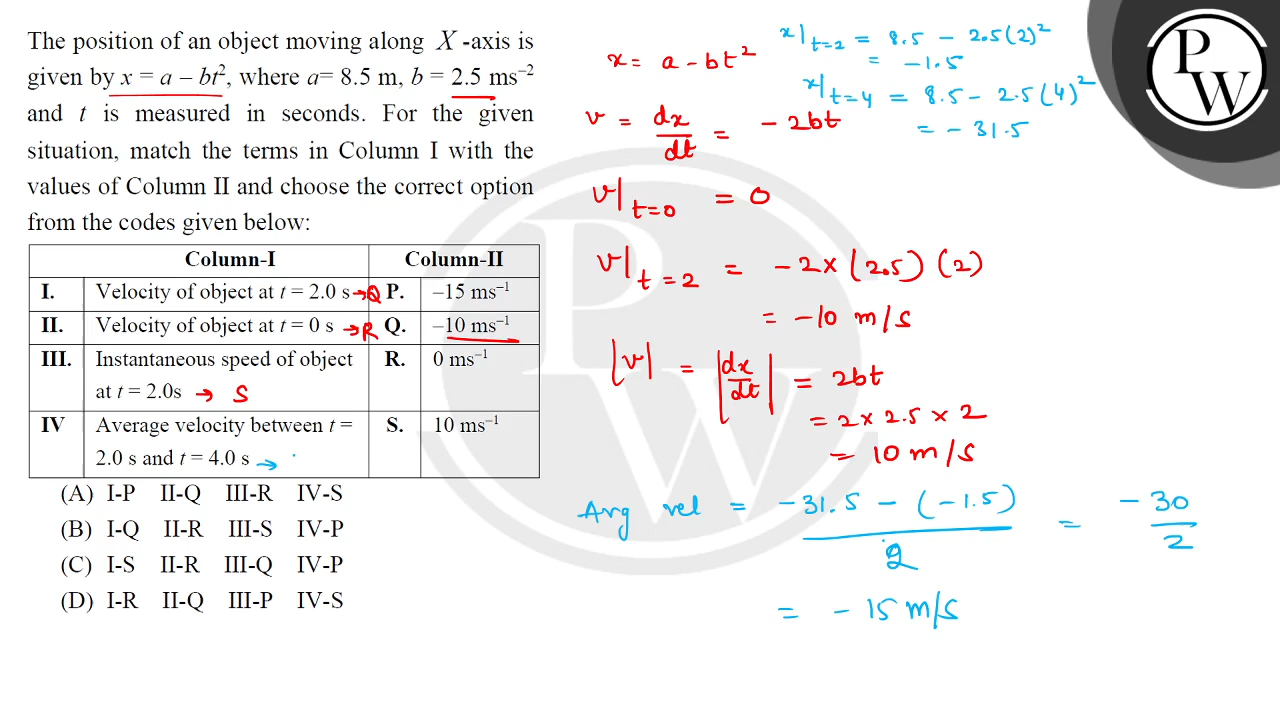 The position of an object moving along X -axis is
given by x = a – bt², where a= 8.5 m, b = 2.5 ms⁻²
and t is measured in seconds. For the given
situation, match the terms in Column I with the
values of Column II and choose the correct option
from the codes given below:
Column-I Column-II
I. Velocity of object at t = 2.0 s →Q P. –15 ms⁻¹
II. Velocity of object at t = 0 s →R Q. –10 ms⁻¹
III. Instantaneous speed of object R. 0 ms⁻¹
at t = 2.0s → S
IV Average velocity between t = S. 10 ms⁻¹
2.0 s and t = 4.0 s →
(A) I-P II-Q III-R IV-S
(B) I-Q II-R III-S IV-P
(C) I-S II-R III-Q IV-P
(D) I-R II-Q III-P IV-S
x = a - bt²
x|t=2 = 8.5 - 2.5(2)²
= -1.5
x|t=4 = 8.5 - 2.5(4)²
= -31.5
v = dx/dt = -2bt
v|t=0 = 0
v|t=2 = -2×(2.5)(2)
= -10 m/s
|v| = |dx/dt| = 2bt
= 2 × 2.5 × 2
= 10 m/s
Avg vel = -31.5 - (-1.5) / 2 = -30/2
= -15 m/s
PW